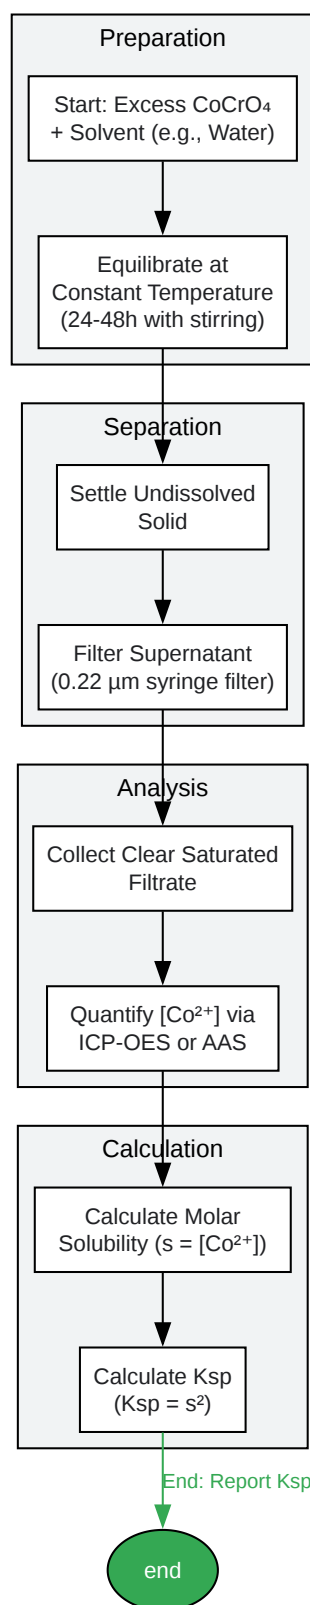 Preparation
Start: Excess CoCrO₄
+ Solvent (e.g., Water)
Equilibrate at
Constant Temperature
(24-48h with stirring)
Separation
Settle Undissolved
Solid
Filter Supernatant
(0.22 µm syringe filter)
Analysis
Collect Clear Saturated
Filtrate
Quantify [Co²⁺] via
ICP-OES or AAS
Calculation
Calculate Molar
Solubility (s = [Co²⁺])
Calculate Ksp
(Ksp = s²)
End: Report Ksp
end